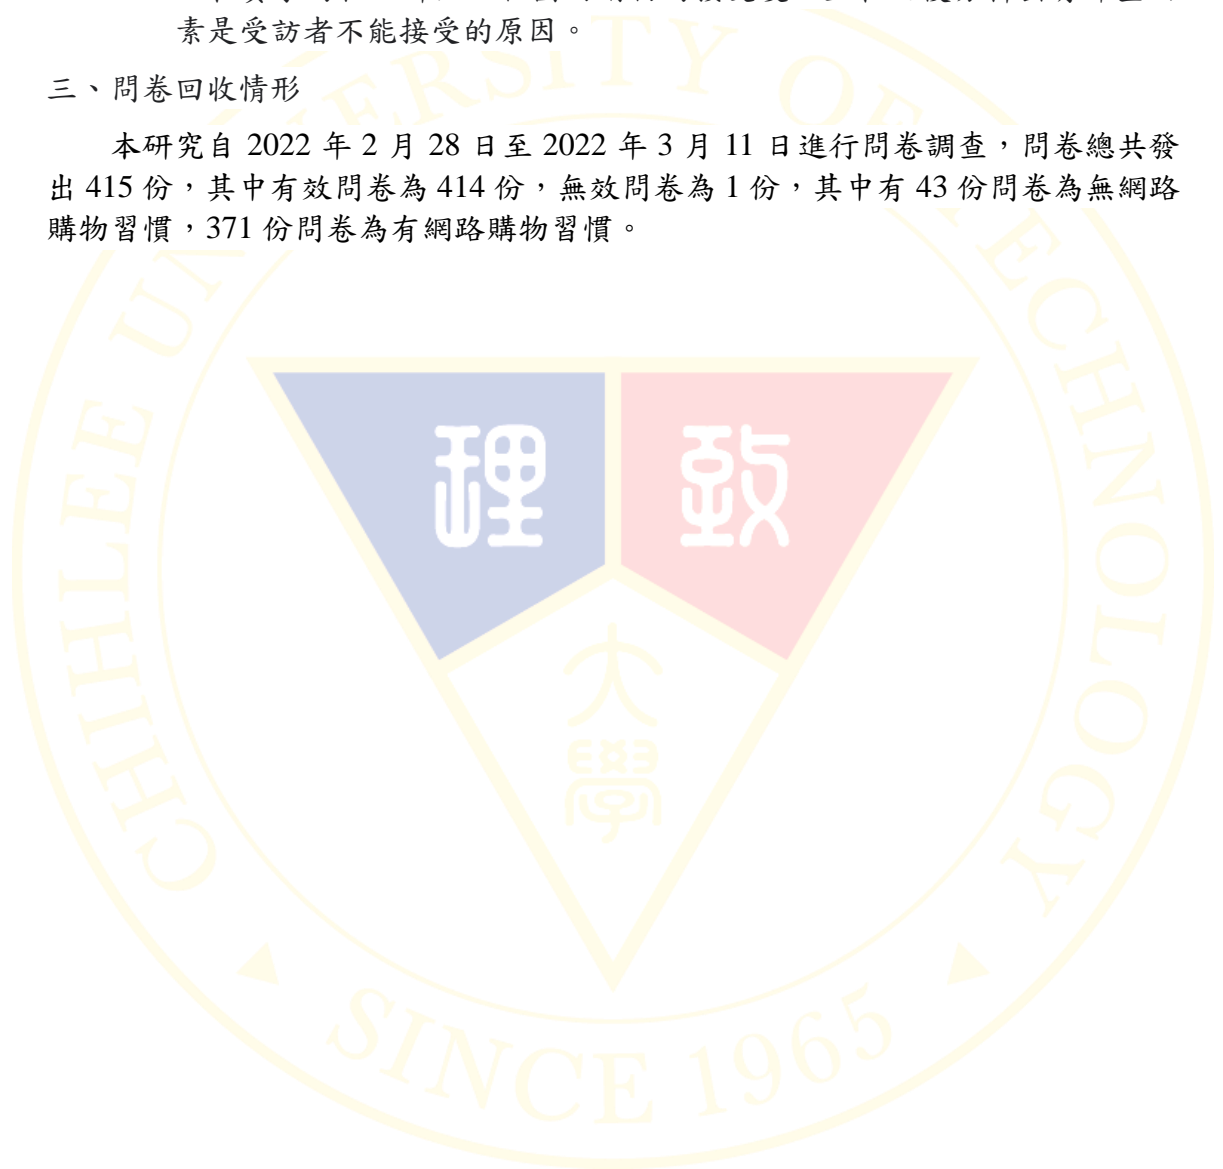 素是受訪者不能接受的原因。
三、問卷回收情形
本研究自 2022 年 2 月 28 日至 2022 年 3 月 11 日進行問卷調查，問卷總共發
出 415 份，其中有效問卷為 414 份，無效問卷為 1 份，其中有 43 份問卷為無網路
購物習慣，371 份問卷為有網路購物習慣。
CHIHLEE UNIVERSITY OF TECHNOLOGY
理 致
大
學
SINCE 1965